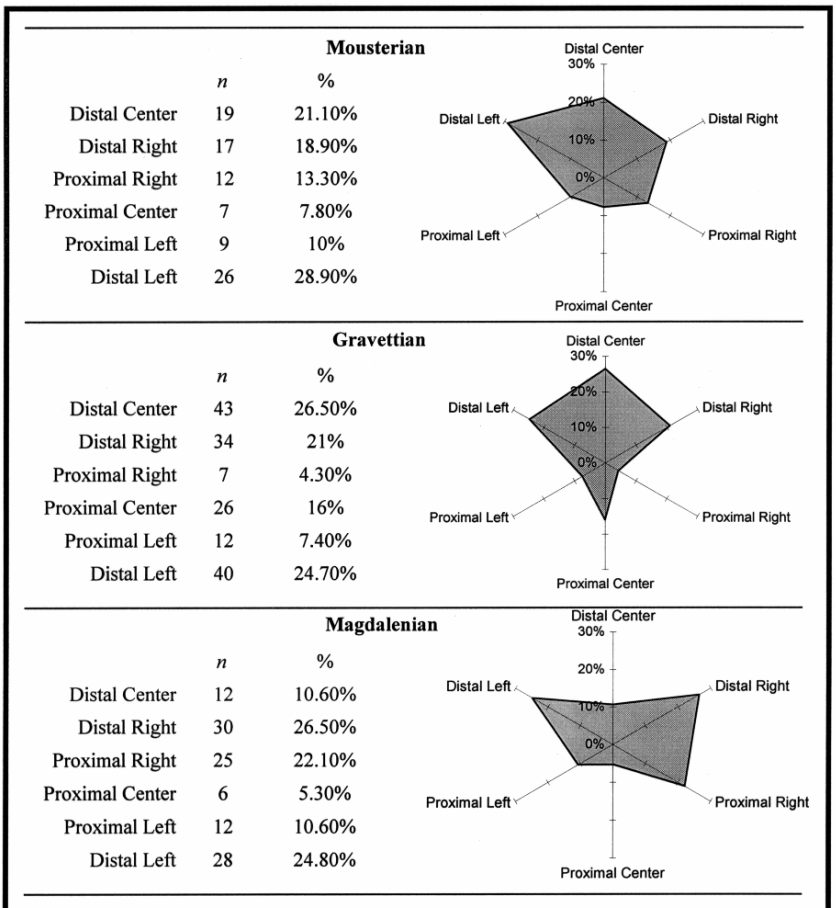 Mousterian
n %
Distal Center 19 21.10%
Distal Right 17 18.90%
Proximal Right 12 13.30%
Proximal Center 7 7.80%
Proximal Left 9 10%
Distal Left 26 28.90%
Distal Center
30%
20%
10%
0%
Distal Left
Distal Right
Proximal Left
Proximal Right
Proximal Center
Gravettian
n %
Distal Center 43 26.50%
Distal Right 34 21%
Proximal Right 7 4.30%
Proximal Center 26 16%
Proximal Left 12 7.40%
Distal Left 40 24.70%
Distal Center
30%
20%
10%
0%
Distal Left
Distal Right
Proximal Left
Proximal Right
Proximal Center
Magdalenian
n %
Distal Center 12 10.60%
Distal Right 30 26.50%
Proximal Right 25 22.10%
Proximal Center 6 5.30%
Proximal Left 12 10.60%
Distal Left 28 24.80%
Distal Center
30%
20%
10%
0%
Distal Left
Distal Right
Proximal Left
Proximal Right
Proximal Center